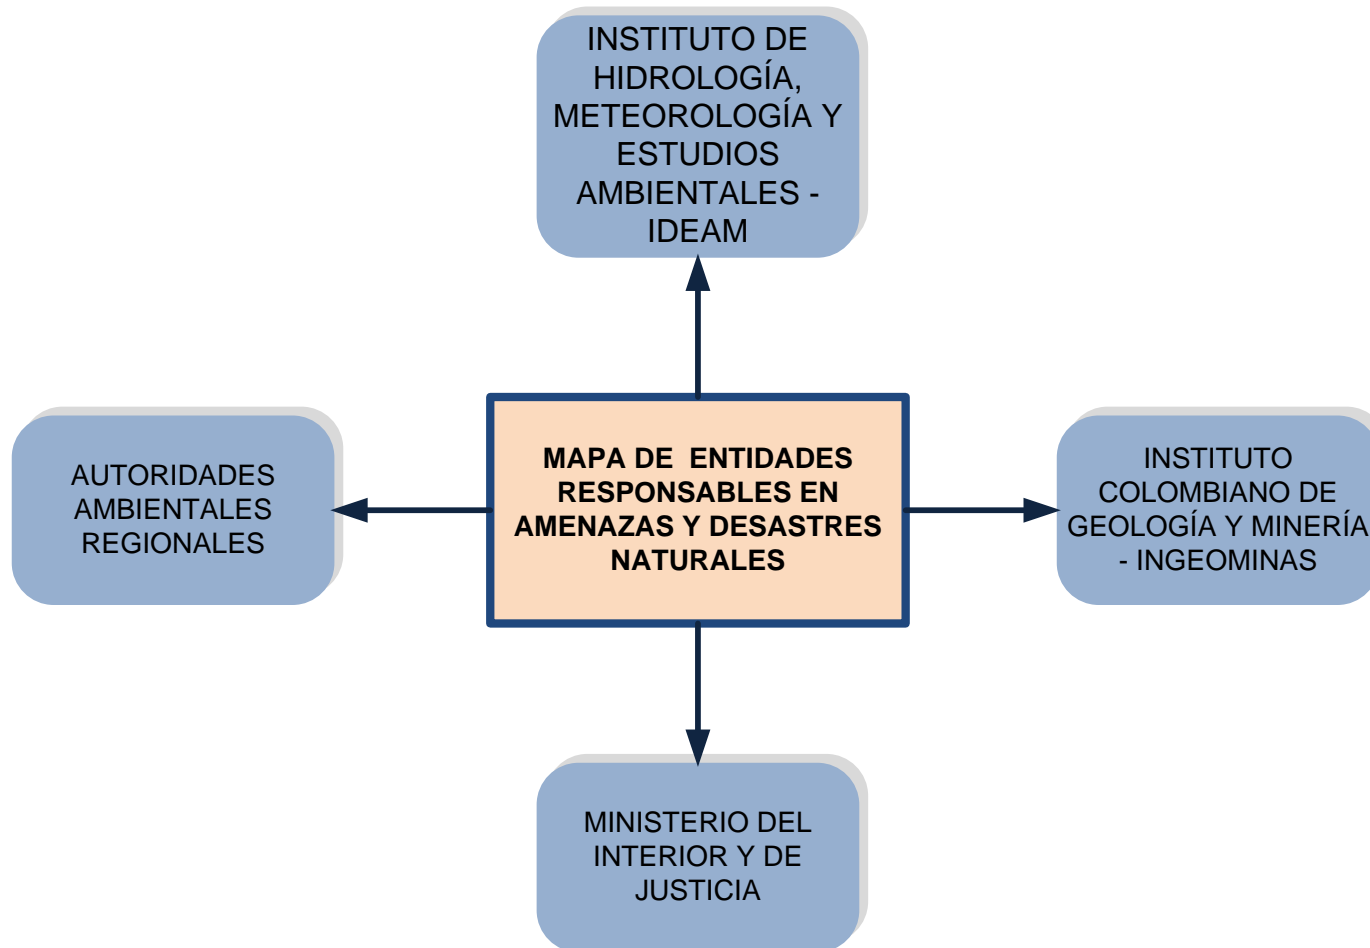 INSTITUTO DE
HIDROLOGÍA,
METEOROLOGÍA Y
ESTUDIOS
AMBIENTALES -
IDEAM
AUTORIDADES
AMBIENTALES
REGIONALES
MAPA DE  ENTIDADES
RESPONSABLES EN
AMENAZAS Y DESASTRES
NATURALES
INSTITUTO
COLOMBIANO DE
GEOLOGÍA Y MINERÍA
- INGEOMINAS
MINISTERIO DEL
INTERIOR Y DE
JUSTICIA